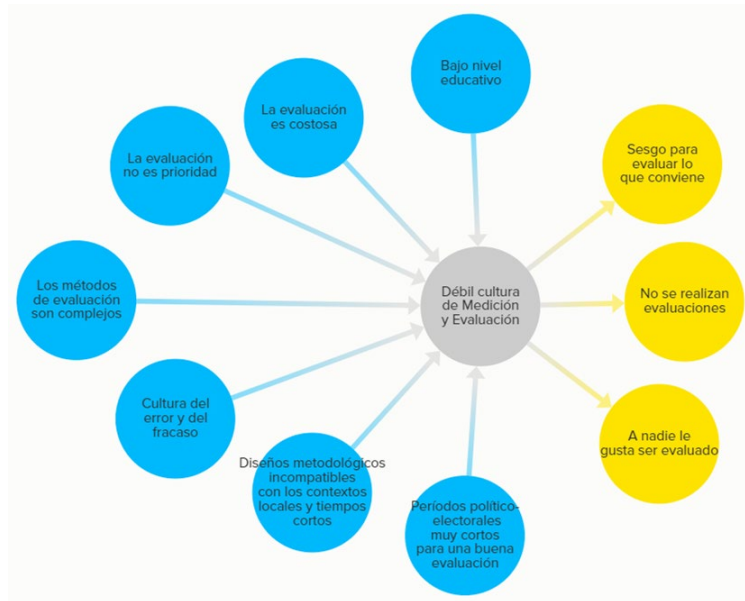 Bajo nivel
educativo
La evaluación
es costosa
La evaluación
no es prioridad
Los métodos
de evaluación
son complejos
Cultura del
error y del
fracaso
Diseños metodológicos
incompatibles
con los contextos
locales y tiempos
cortos
Períodos político-
electorales
muy cortos
para una buena
evaluación
Débil cultura
de Medición
y Evaluación
Sesgo para
evaluar lo
que conviene
No se realizan
evaluaciones
A nadie le
gusta ser evaluado